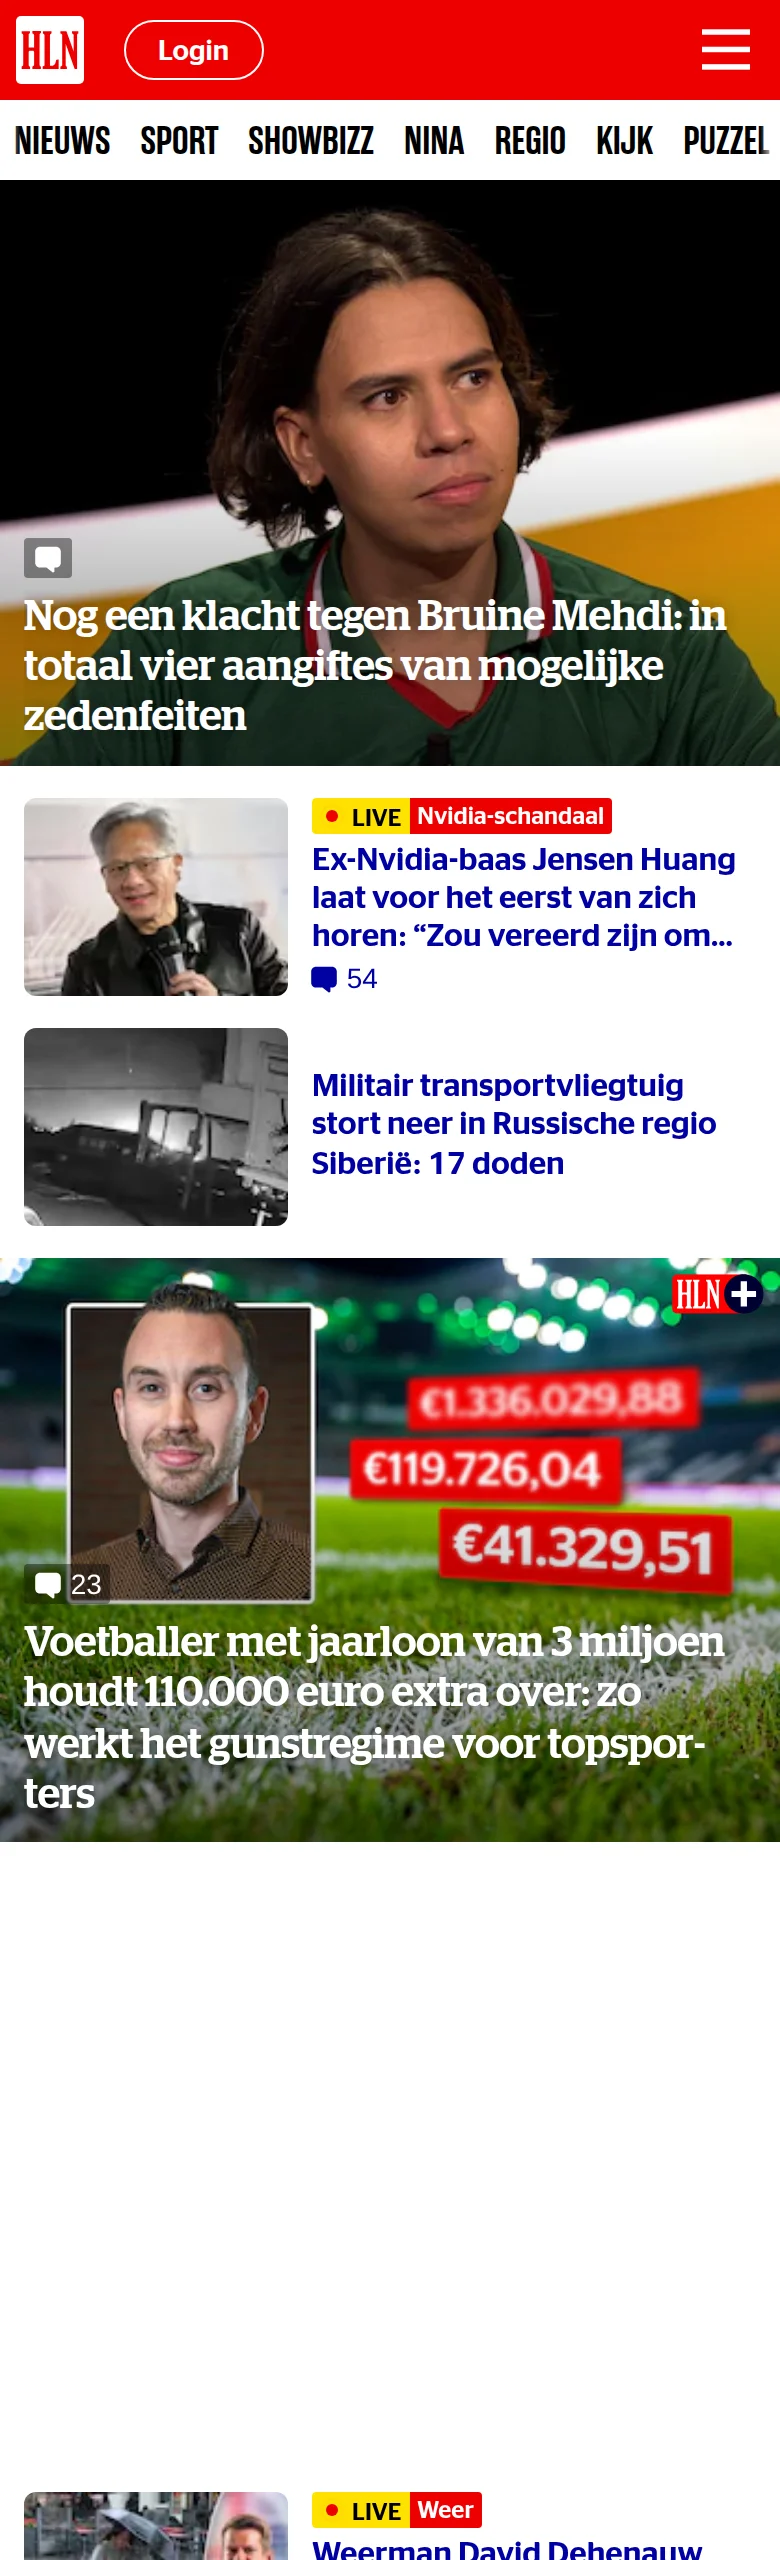 HLN
Login
NIEUWS SPORT SHOWBIZZ NINA REGIO KIJK PUZZEL
Nog een klacht tegen Bruine Mehdi: in
totaal vier aangiftes van mogelijke
zedenfeiten
LIVE Nvidia-schandaal
Ex-Nvidia-baas Jensen Huang
laat voor het eerst van zich
horen: “Zou vereerd zijn om...
54
Militair transportvliegtuig
stort neer in Russische regio
Siberië: 17 doden
HLN+
€1.336.029,88
€119.726,04
€41.329,51
23
Voetballer met jaarloon van 3 miljoen
houdt 110.000 euro extra over: zo
werkt het gunstregime voor topspor-
ters
LIVE Weer
Weerman David Dehenauw